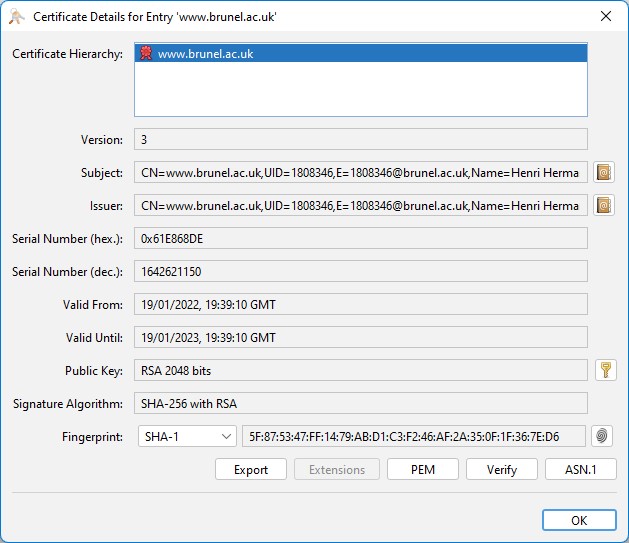 Certificate Details for Entry 'www.brunel.ac.uk'
Certificate Hierarchy: www.brunel.ac.uk
Version: 3
Subject: CN=www.brunel.ac.uk,UID=1808346,E=1808346@brunel.ac.uk,Name=Henri Herma
Issuer: CN=www.brunel.ac.uk,UID=1808346,E=1808346@brunel.ac.uk,Name=Henri Herma
Serial Number (hex.): 0x61E868DE
Serial Number (dec.): 1642621150
Valid From: 19/01/2022, 19:39:10 GMT
Valid Until: 19/01/2023, 19:39:10 GMT
Public Key: RSA 2048 bits
Signature Algorithm: SHA-256 with RSA
Fingerprint: SHA-1 5F:87:53:47:FF:14:79:AB:D1:C3:F2:46:AF:2A:35:0F:1F:36:7E:D6
Export Extensions PEM Verify ASN.1
OK